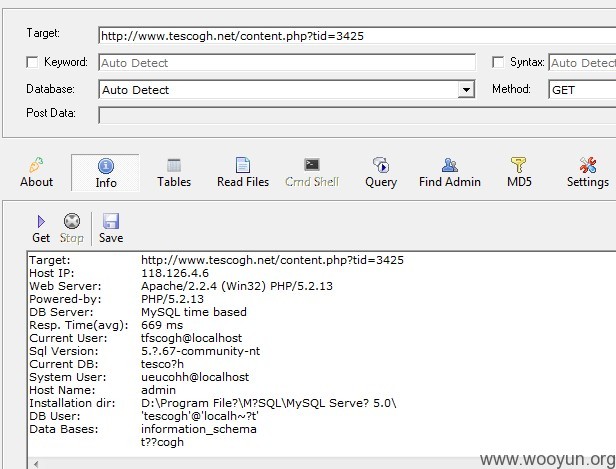 Target: http://www.tescogh.net/content.php?tid=3425
Keyword: Auto Detect Syntax: Auto Detect
Database: Auto Detect Method: GET
Post Data:
About Info Tables Read Files Cmd Shell Query Find Admin MD5 Settings
Get Stop Save
Target: http://www.tescogh.net/content.php?tid=3425
Host IP: 118.126.4.6
Web Server: Apache/2.2.4 (Win32) PHP/5.2.13
Powered-by: PHP/5.2.13
DB Server: MySQL time based
Resp. Time(avg): 669 ms
Current User: tfscogh@localhost
Sql Version: 5.?.67-community-nt
Current DB: tesco?h
System User: ueucohh@localhost
Host Name: admin
Installation dir: D:\Program File?\M?SQL\MySQL Serve? 5.0\
DB User: 'tescogh'@'localh~?t'
Data Bases: information_schema
t??cogh
www.wooyun.org